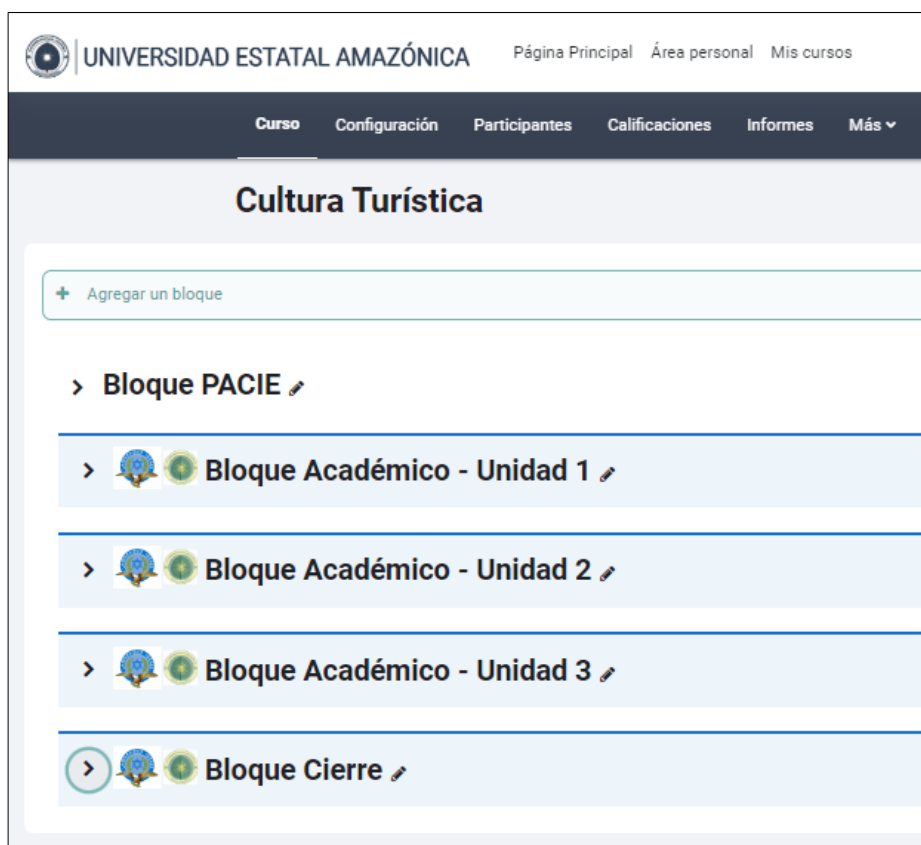 UNIVERSIDAD ESTATAL AMAZÓNICA Página Principal Área personal Mis cursos
Curso Configuración Participantes Calificaciones Informes Más
Cultura Turística
+ Agregar un bloque
Bloque PACIE
Bloque Académico - Unidad 1
Bloque Académico - Unidad 2
Bloque Académico - Unidad 3
Bloque Cierre